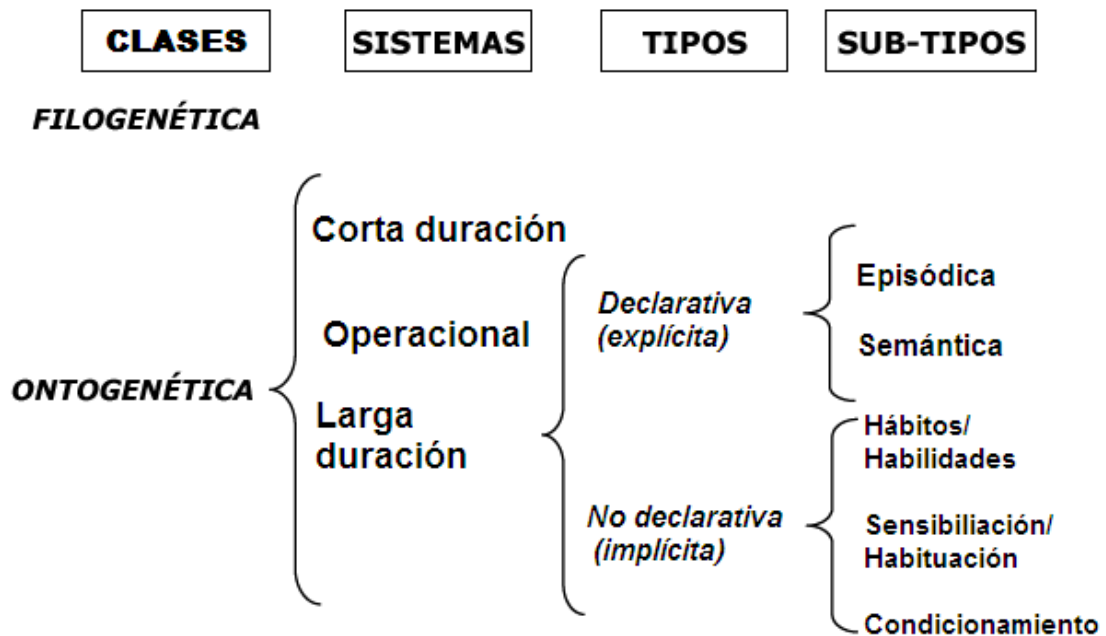 CLASES
SISTEMAS
TIPOS
SUB-TIPOS
FILOGENÉTICA
ONTOGENÉTICA
Corta duración
Operacional
Larga
duración
Declarativa
(explícita)
No declarativa
(implícita)
Episódica
Semántica
Hábitos/
Habilidades
Sensibiliación/
Habituación
Condicionamiento